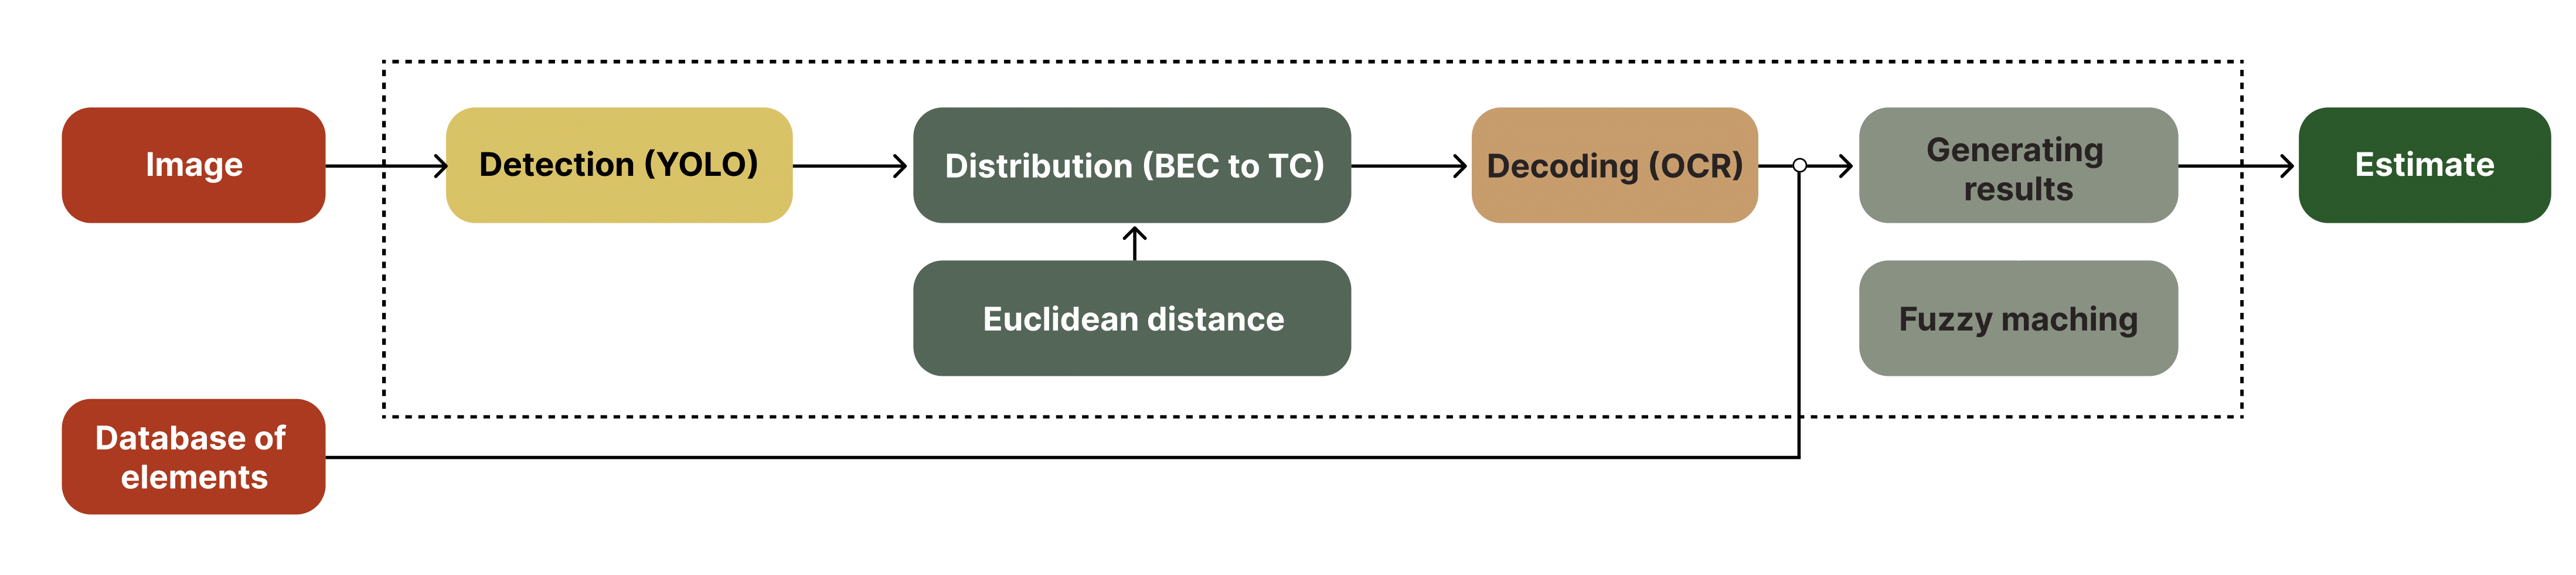 Image
Detection (YOLO)
Distribution (BEC to TC)
Decoding (OCR)
Generating
results
Estimate
Euclidean distance
Fuzzy maching
Database of
elements